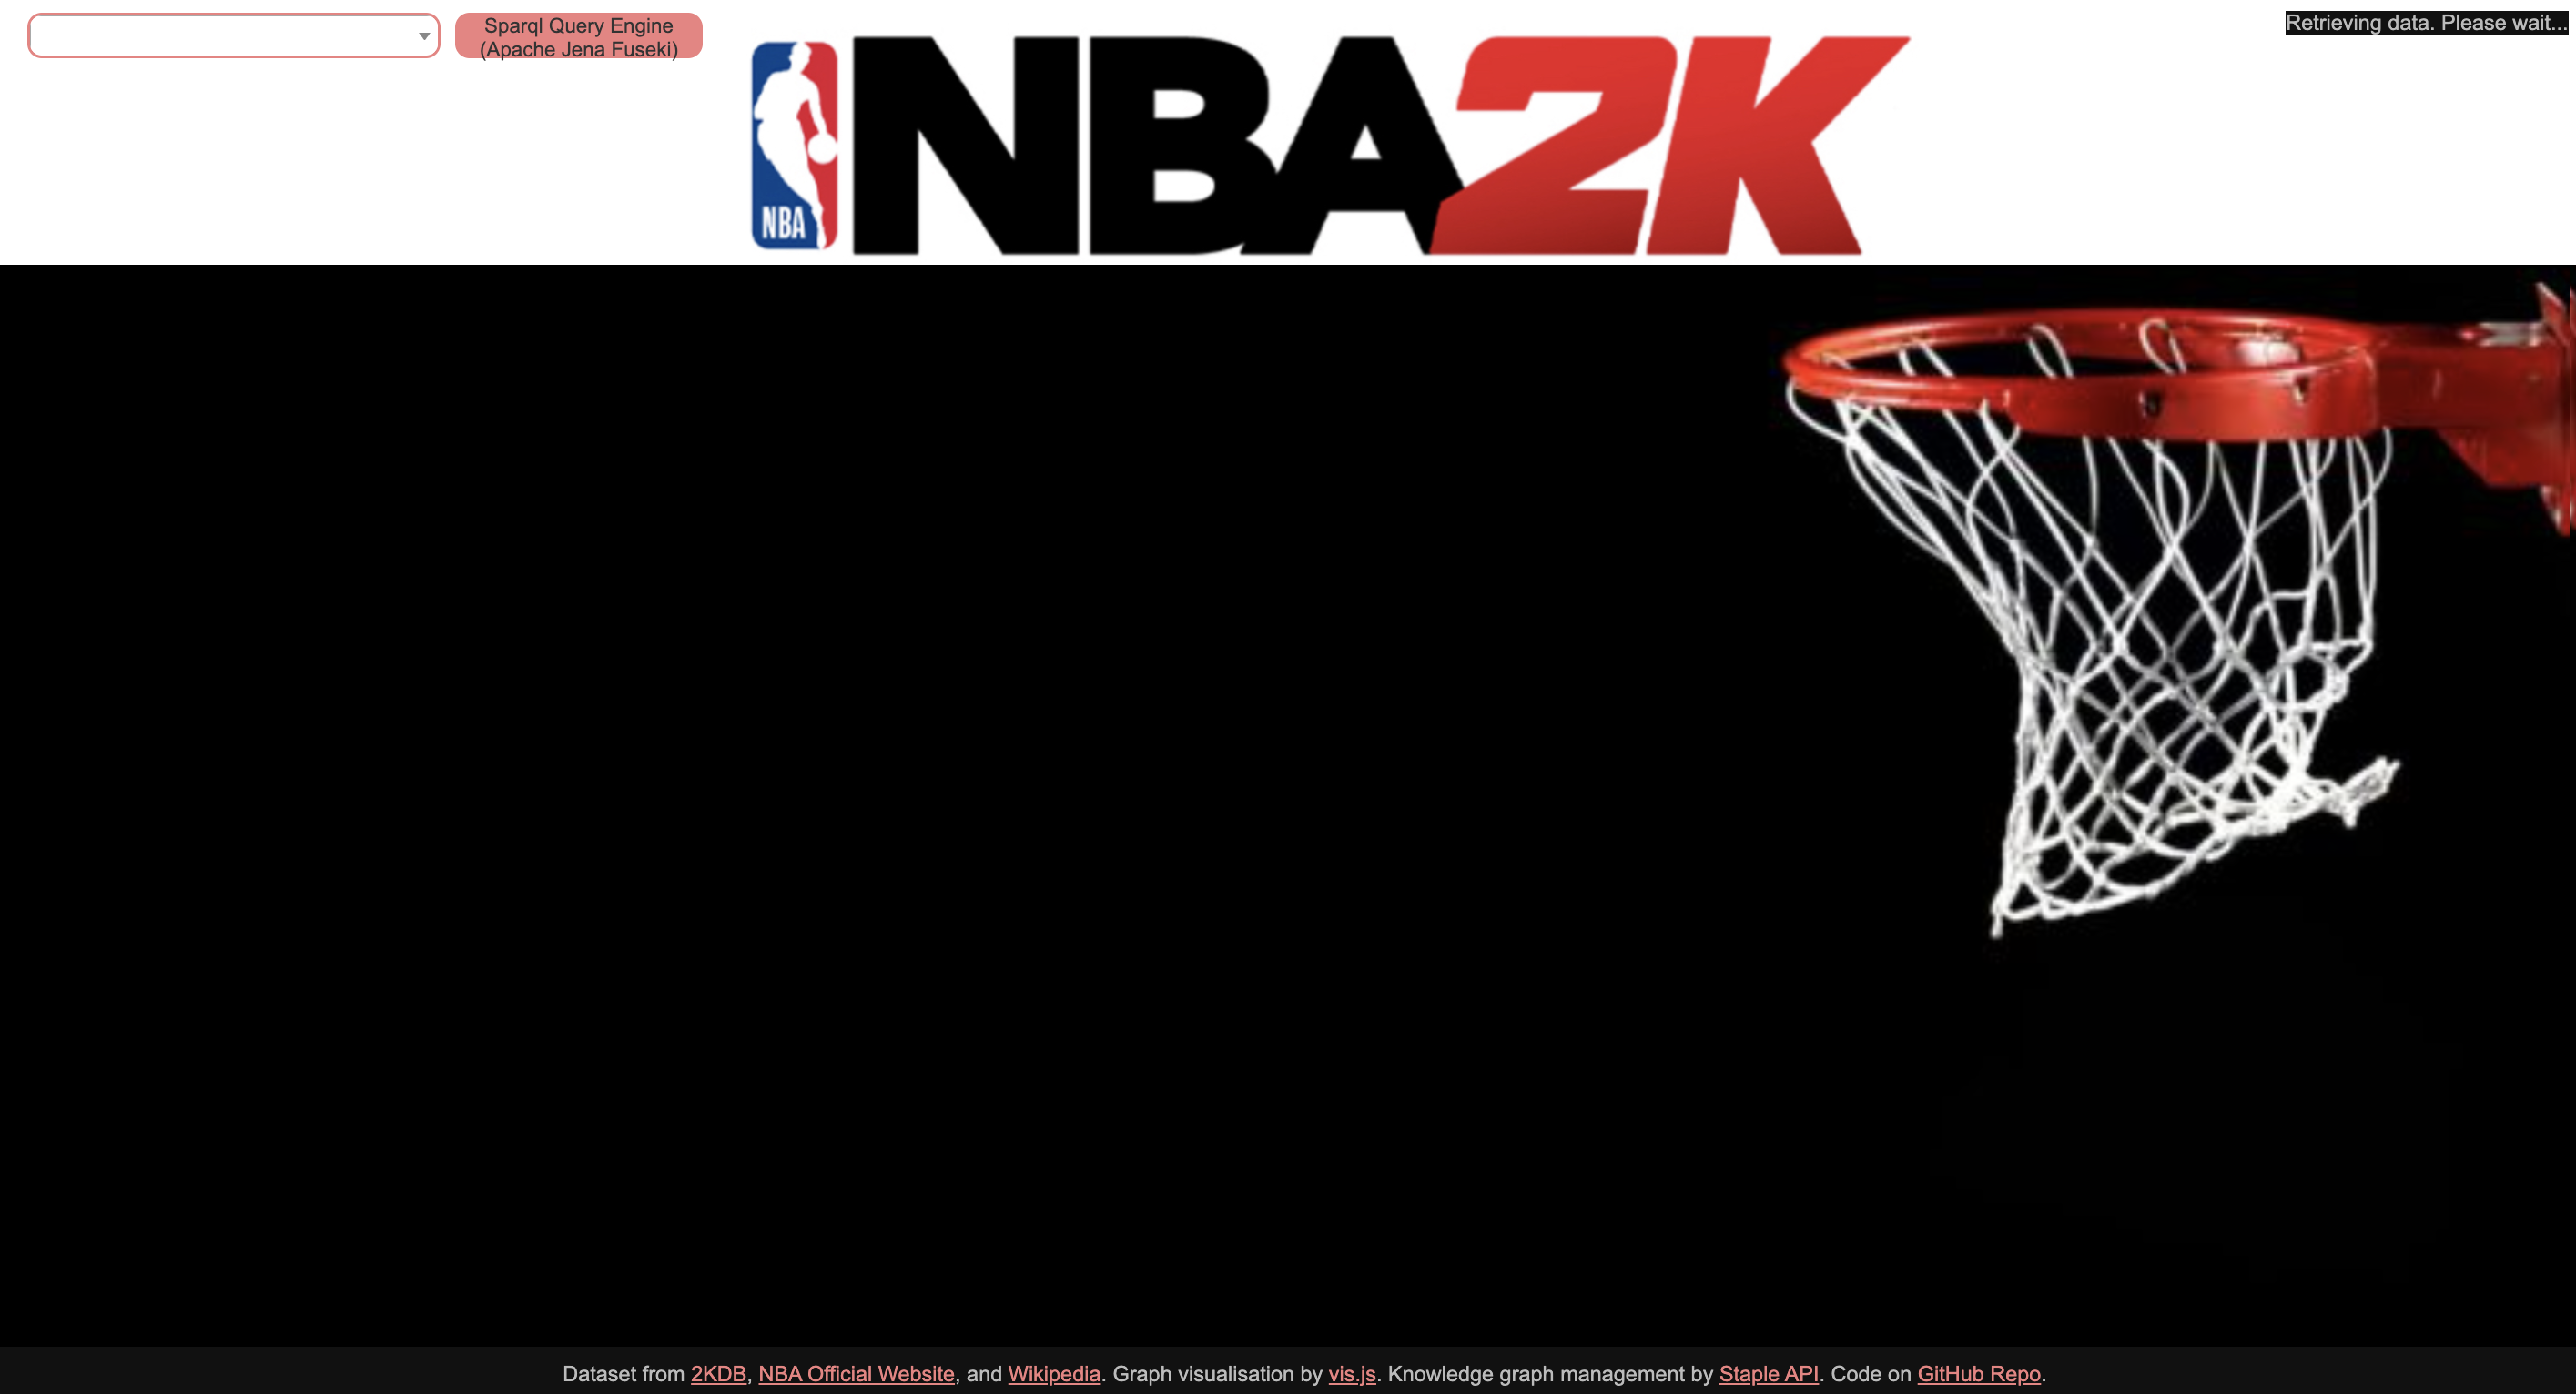 Sparql Query Engine
(Apache Jena Fuseki)
Retrieving data. Please wait...
NBA
NBA2K
Dataset from 2KDB, NBA Official Website, and Wikipedia. Graph visualisation by vis.js. Knowledge graph management by Staple API. Code on GitHub Repo.